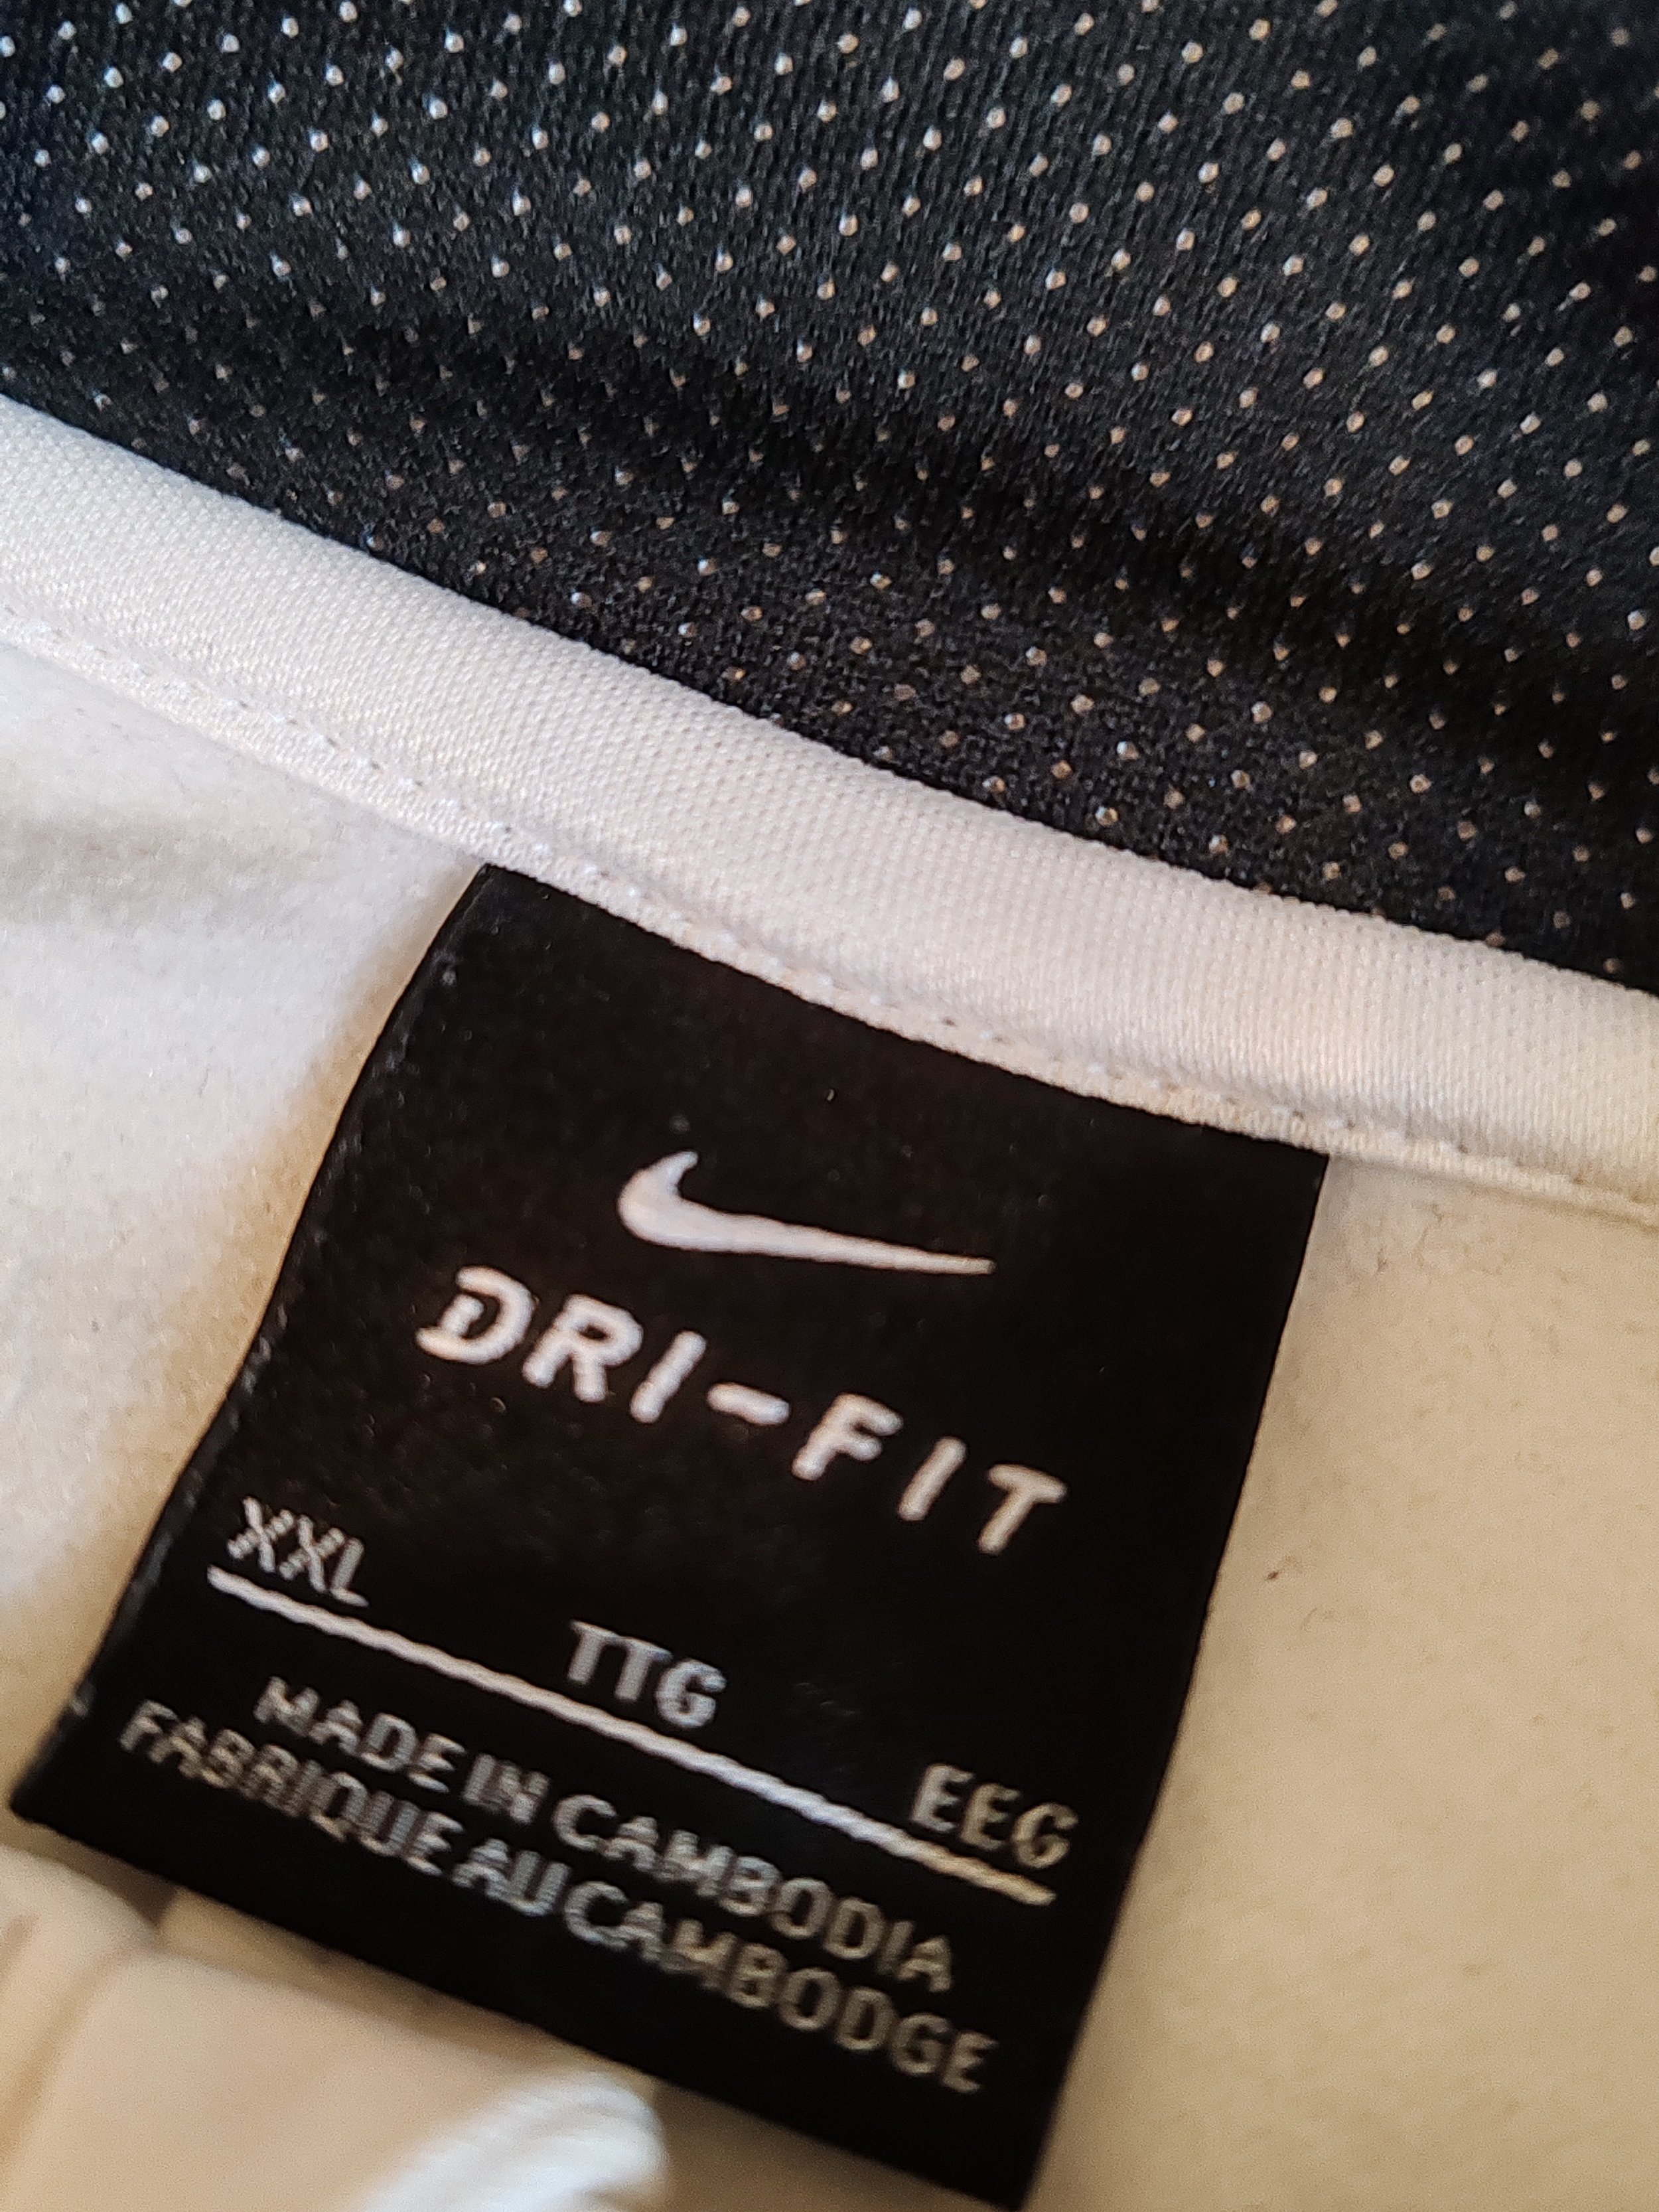 DRI-FIT
XXL TTG EEG
MADE IN CAMBODIA
FABRIQUE AU CAMBODGE